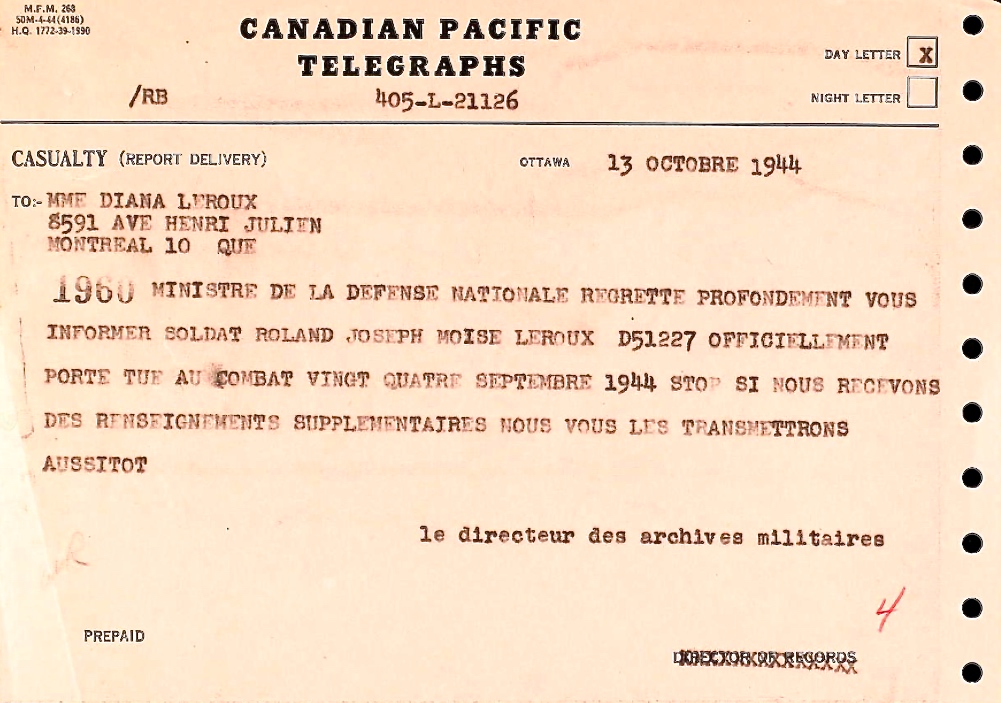 M.F.M. 268
50M-4-44(4186)
H.Q. 1772-39-1990
CANADIAN PACIFIC
TELEGRAPHS
DAY LETTER X
NIGHT LETTER
/RB 405-L-21126
CASUALTY (REPORT DELIVERY) OTTAWA 13 OCTOBRE 1944
TO:- MME DIANA LEROUX
8591 AVE HENRI JULIEN
MONTREAL 10 QUE
1960 MINISTRE DE LA DEFENSE NATIONALE REGRETTE PROFONDEMENT VOUS
INFORMER SOLDAT ROLAND JOSEPH MOISE LEROUX D51227 OFFICIELLEMENT
PORTE TUE AU COMBAT VINGT QUATRE SEPTEMBRE 1944 STOP SI NOUS RECEVONS
DES RENSEIGNEMENTS SUPPLEMENTAIRES NOUS VOUS LES TRANSMETTRONS
AUSSITOT
le directeur des archives militaires
4
PREPAID
DIRECTOR OF RECORDS